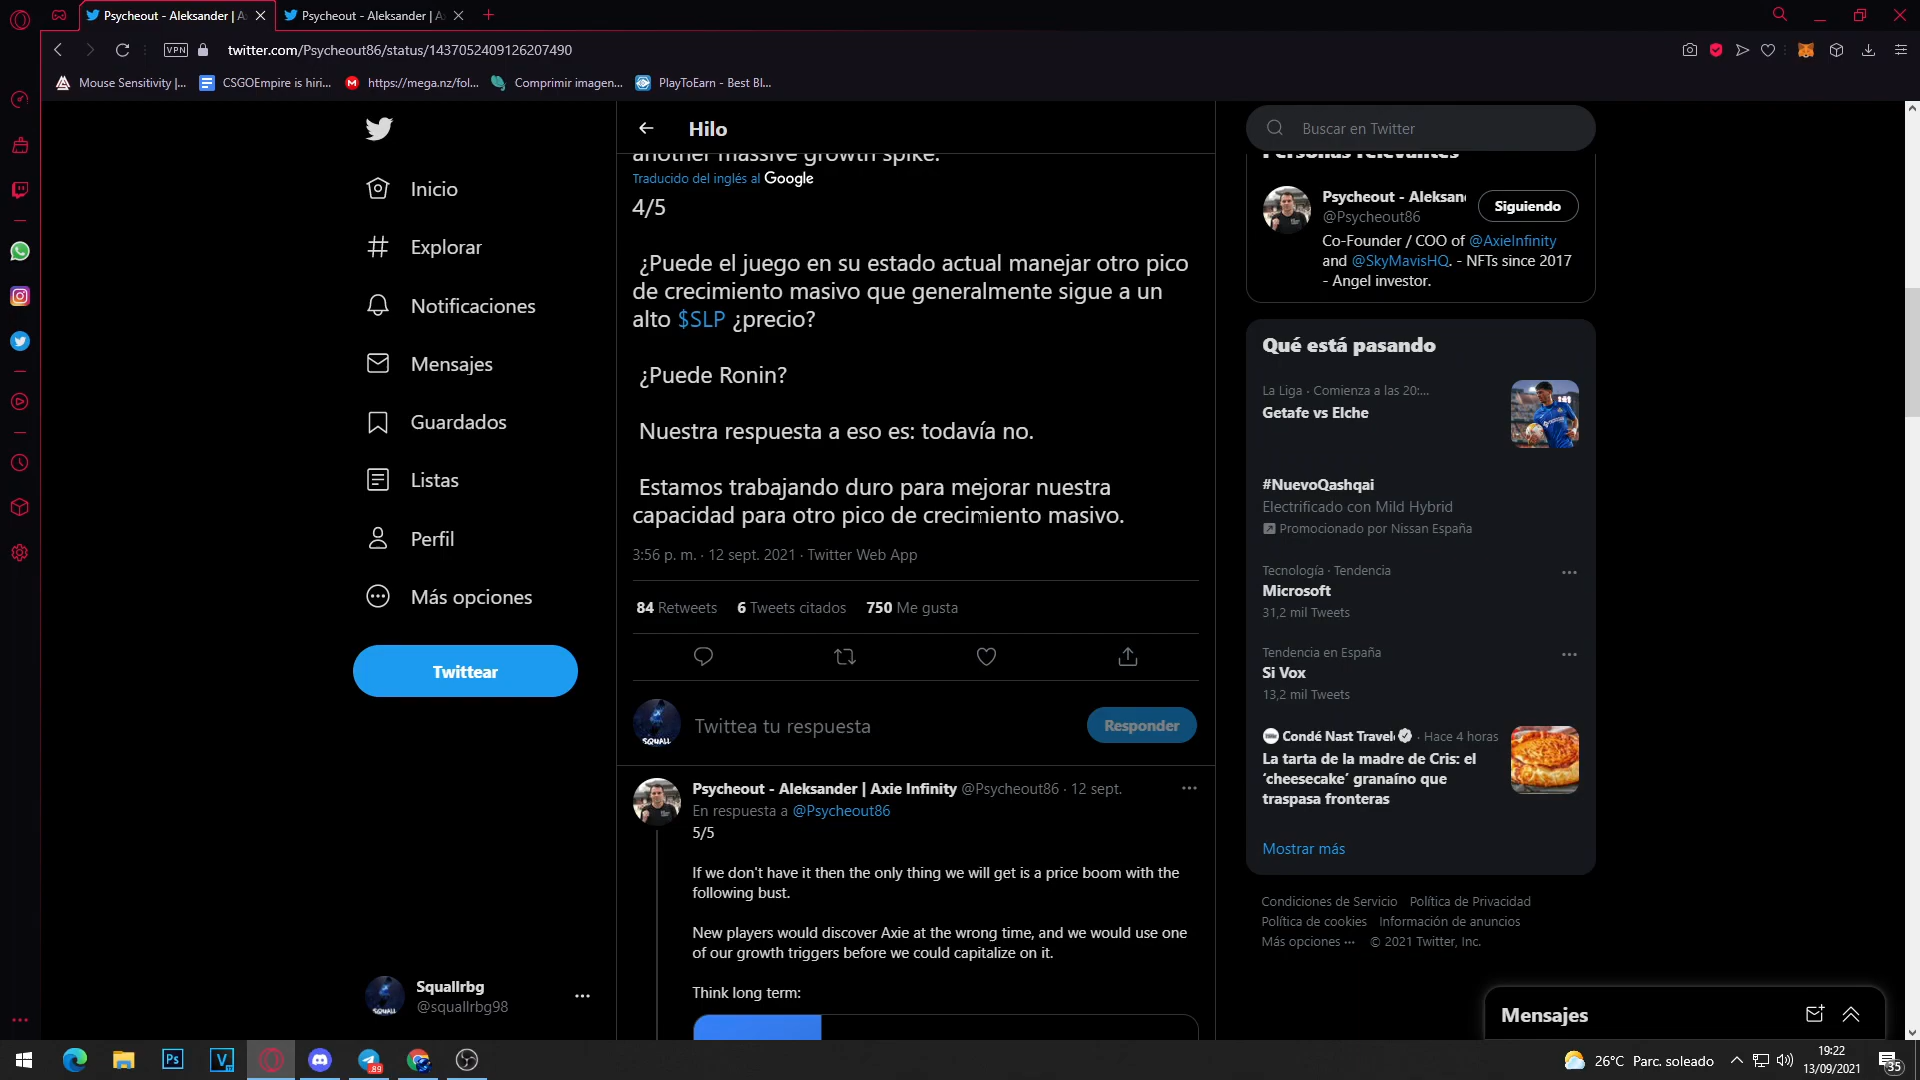 Psycheout - Aleksander | A
Psycheout - Aleksander | A
VPN
twitter.com/Psycheout86/status/1437052409126207490
Mouse Sensitivity |...
CSGOEmpire is hiri...
https://mega.nz/fol...
Comprimir imagen...
PlayToEarn - Best Bl...
Inicio
Explorar
Notificaciones
Mensajes
Guardados
Listas
Perfil
Más opciones
Twittear
Squallrbg
@squallrbg98
Hilo
another massive growth spike.
Traducido del inglés al Google
4/5
¿Puede el juego en su estado actual manejar otro pico
de crecimiento masivo que generalmente sigue a un
alto $SLP ¿precio?
¿Puede Ronin?
Nuestra respuesta a eso es: todavía no.
Estamos trabajando duro para mejorar nuestra
capacidad para otro pico de crecimiento masivo.
3:56 p. m. · 12 sept. 2021 · Twitter Web App
84 Retweets 6 Tweets citados 750 Me gusta
SQUALL
Twittea tu respuesta
Responder
Psycheout - Aleksander | Axie Infinity @Psycheout86 · 12 sept.
En respuesta a @Psycheout86
5/5
If we don't have it then the only thing we will get is a price boom with the
following bust.
New players would discover Axie at the wrong time, and we would use one
of our growth triggers before we could capitalize on it.
Think long term:
Buscar en Twitter
Personas relevantes
Psycheout - Aleksan
@Psycheout86
Siguiendo
Co-Founder / COO of @AxieInfinity
and @SkyMavisHQ. - NFTs since 2017
- Angel investor.
Qué está pasando
La Liga · Comienza a las 20:...
Getafe vs Elche
#NuevoQashqai
Electrificado con Mild Hybrid
Promocionado por Nissan España
Tecnología · Tendencia
Microsoft
31,2 mil Tweets
Tendencia en España
Si Vox
13,2 mil Tweets
Condé Nast Travel · Hace 4 horas
La tarta de la madre de Cris: el
‘cheesecake’ granaíno que
traspasa fronteras
Mostrar más
Condiciones de Servicio Política de Privacidad
Política de cookies Información de anuncios
Más opciones ··· © 2021 Twitter, Inc.
Mensajes
Ps
V
89
26°C Parc. soleado
19:22
13/09/2021
35